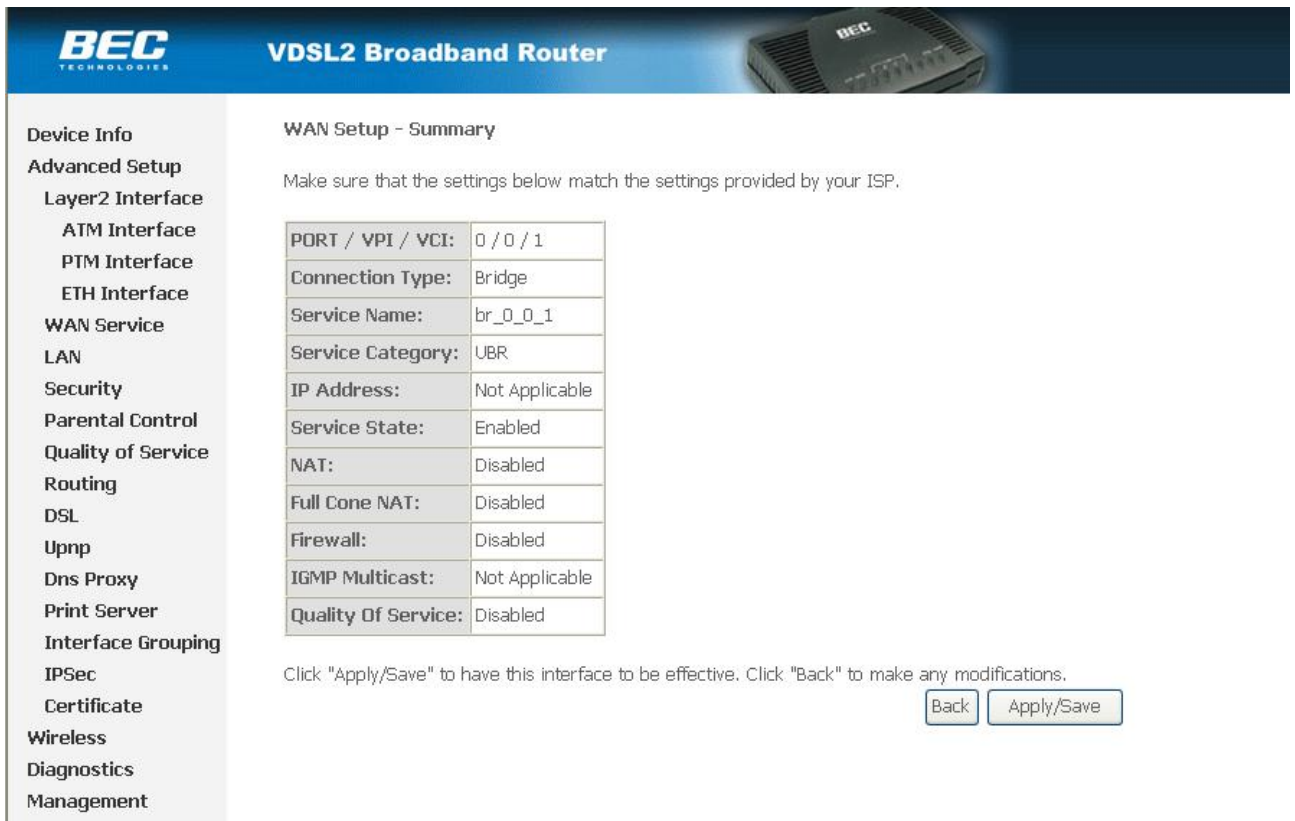 BEC
TECHNOLOGIES
VDSL2 Broadband Router
BEC
Device Info
Advanced Setup
Layer2 Interface
ATM Interface
PTM Interface
ETH Interface
WAN Service
LAN
Security
Parental Control
Quality of Service
Routing
DSL
Upnp
Dns Proxy
Print Server
Interface Grouping
IPSec
Certificate
Wireless
Diagnostics
Management
WAN Setup - Summary
Make sure that the settings below match the settings provided by your ISP.
PORT / VPI / VCI: 0 / 0 / 1
Connection Type: Bridge
Service Name: br_0_0_1
Service Category: UBR
IP Address: Not Applicable
Service State: Enabled
NAT: Disabled
Full Cone NAT: Disabled
Firewall: Disabled
IGMP Multicast: Not Applicable
Quality Of Service: Disabled
Click "Apply/Save" to have this interface to be effective. Click "Back" to make any modifications.
Back Apply/Save